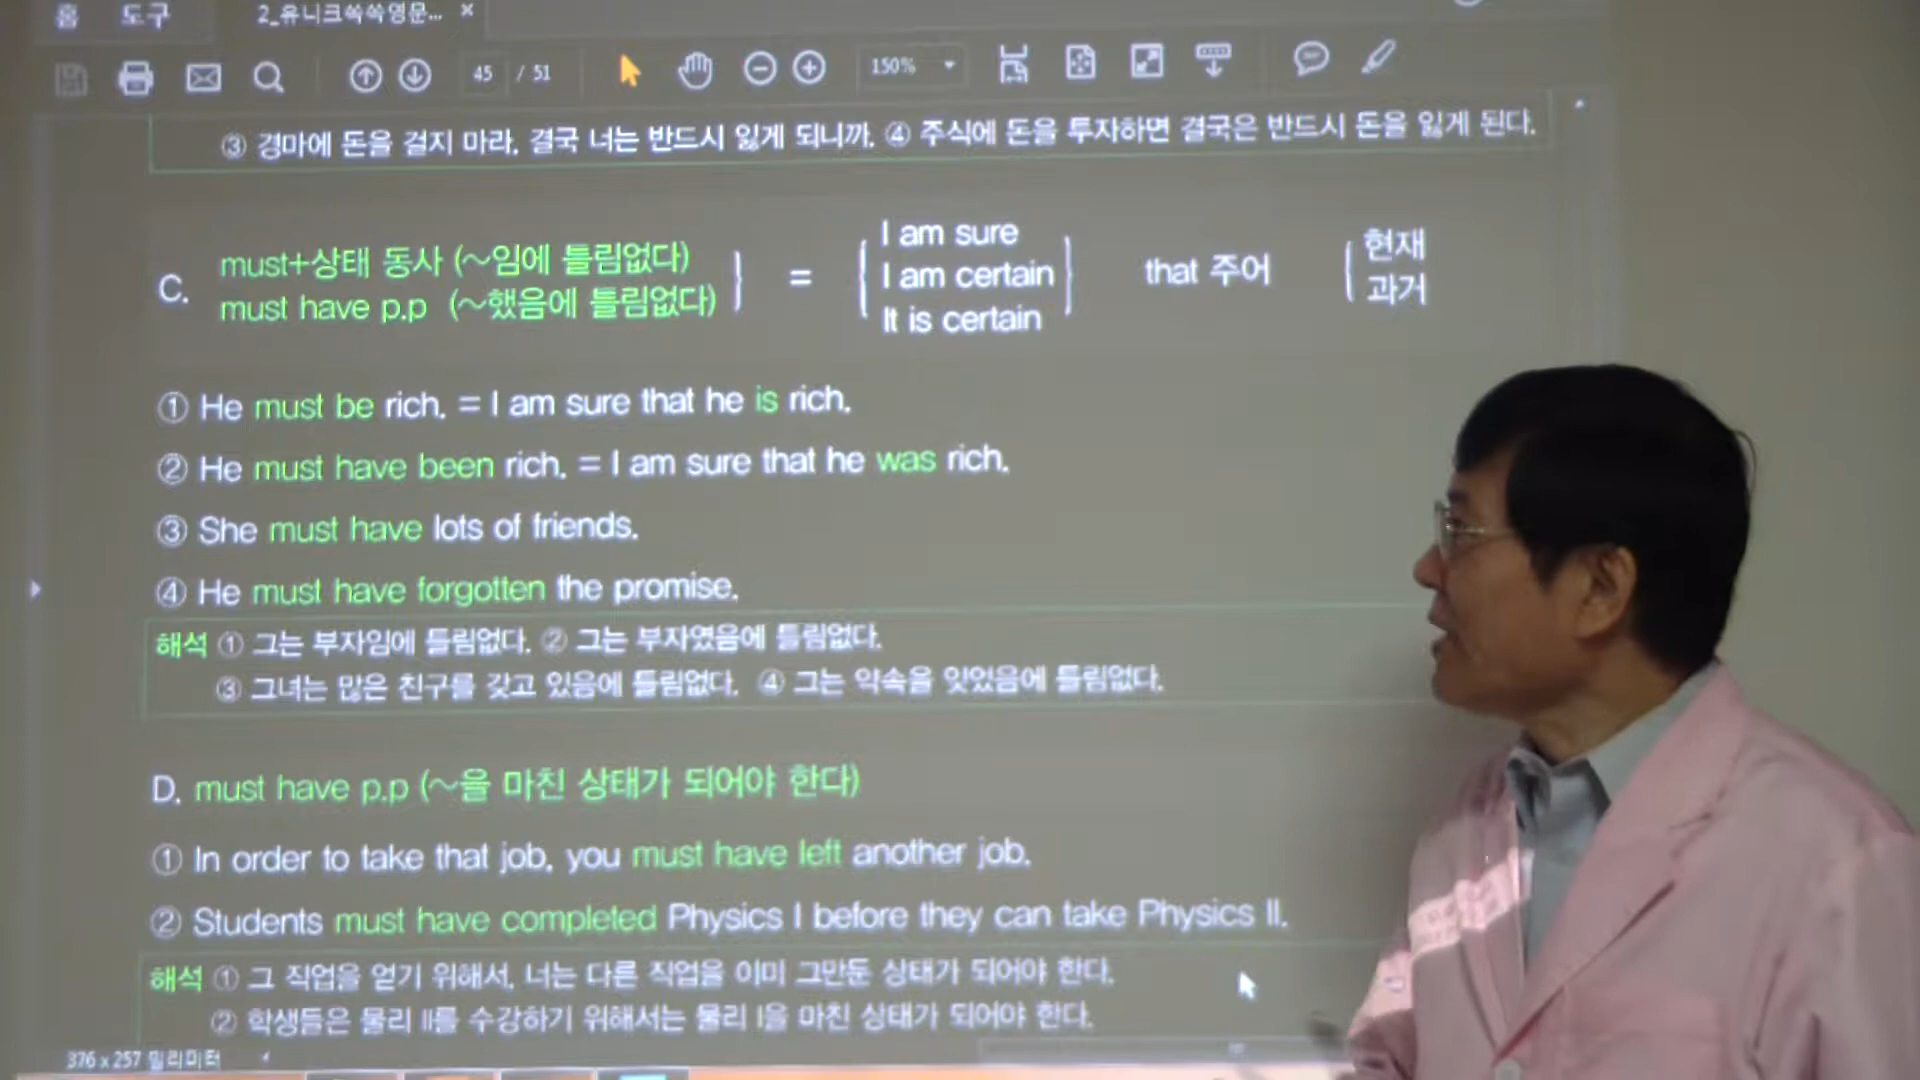 홈 도구 2_유니크쏙쏙영문... ×
45 / 51 150%
③ 경마에 돈을 걸지 마라, 결국 너는 반드시 잃게 되니까. ④ 주식에 돈을 투자하면 결국은 반드시 돈을 잃게 된다.
C. must+상태 동사 (~임에 틀림없다)
must have p.p (~했음에 틀림없다)
=
I am sure
I am certain
It is certain
that 주어
현재
과거
① He must be rich. = I am sure that he is rich.
② He must have been rich. = I am sure that he was rich.
③ She must have lots of friends.
④ He must have forgotten the promise.
해석 ① 그는 부자임에 틀림없다. ② 그는 부자였음에 틀림없다.
③ 그녀는 많은 친구를 갖고 있음에 틀림없다. ④ 그는 약속을 잊었음에 틀림없다.
D. must have p.p (~을 마친 상태가 되어야 한다)
① In order to take that job, you must have left another job.
② Students must have completed Physics I before they can take Physics II.
해석 ① 그 직업을 얻기 위해서, 너는 다른 직업을 이미 그만둔 상태가 되어야 한다.
② 학생들은 물리 II를 수강하기 위해서는 물리 I을 마친 상태가 되어야 한다.
376 x 257 밀리미터